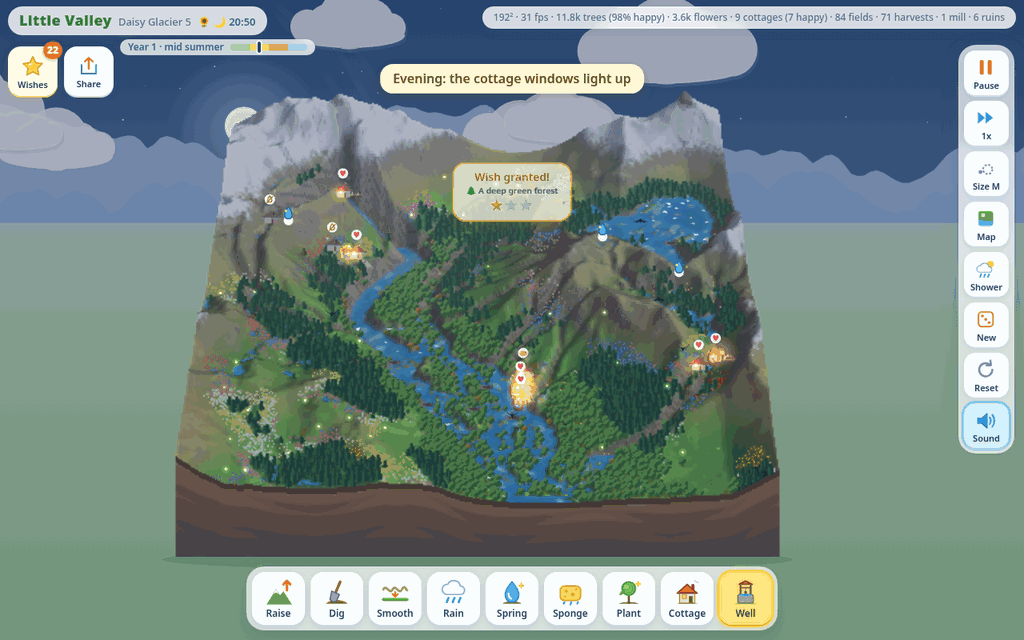 Little Valley Daisy Glacier 5 20:50
192² · 31 fps · 11.8k trees (98% happy) · 3.6k flowers · 9 cottages (7 happy) · 84 fields · 71 harvests · 1 mill · 6 ruins
Year 1 · mid summer
22
Wishes
Share
Evening: the cottage windows light up
Wish granted!
A deep green forest
Pause
1x
Size M
Map
Shower
New
Reset
Sound
Raise
Dig
Smooth
Rain
Spring
Sponge
Plant
Cottage
Well